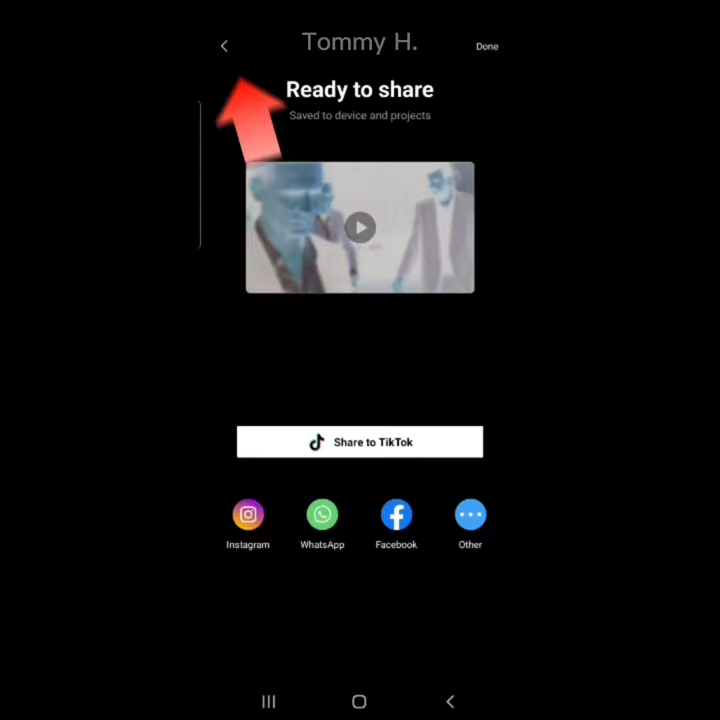 Tommy H.
Done
Ready to share
Saved to device and projects
Share to TikTok
Instagram
WhatsApp
Facebook
Other